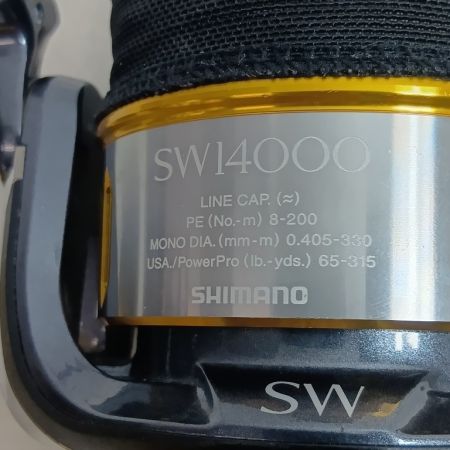 SW14000
LINE CAP. (≈)
PE (No.-m) 8-200
MONO DIA. (mm-m) 0.405-330
USA./PowerPro (lb.-yds.) 65-315
SHIMANO
SW